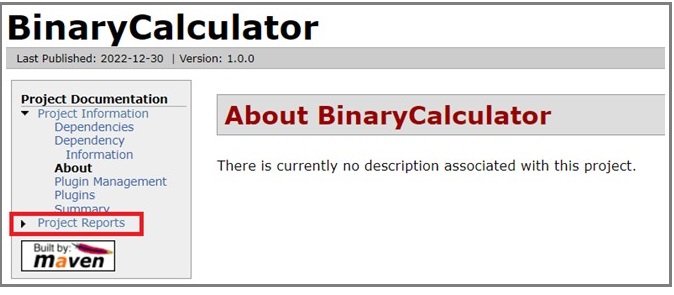 BinaryCalculator
Last Published: 2022-12-30 | Version: 1.0.0
Project Documentation
Project Information
Dependencies
Dependency
Information
About
Plugin Management
Plugins
Summary
Project Reports
Built by:
maven
About BinaryCalculator
There is currently no description associated with this project.